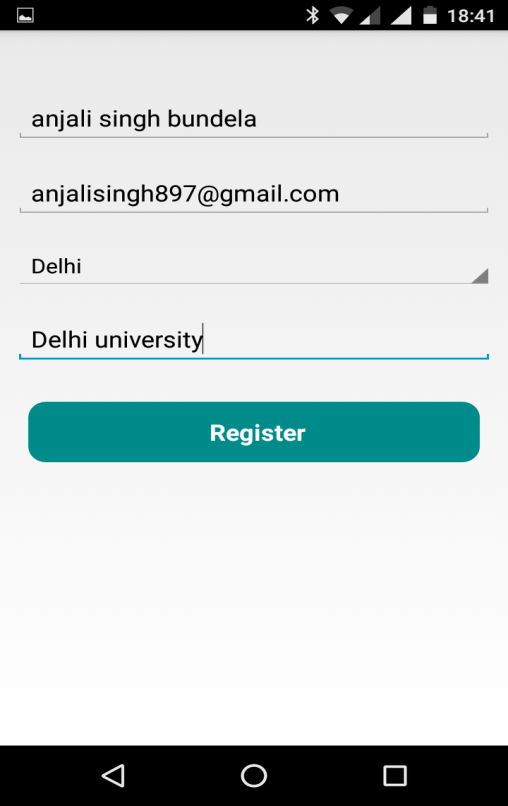 18:41
anjali singh bundela
anjalisingh897@gmail.com
Delhi
Delhi university
Register